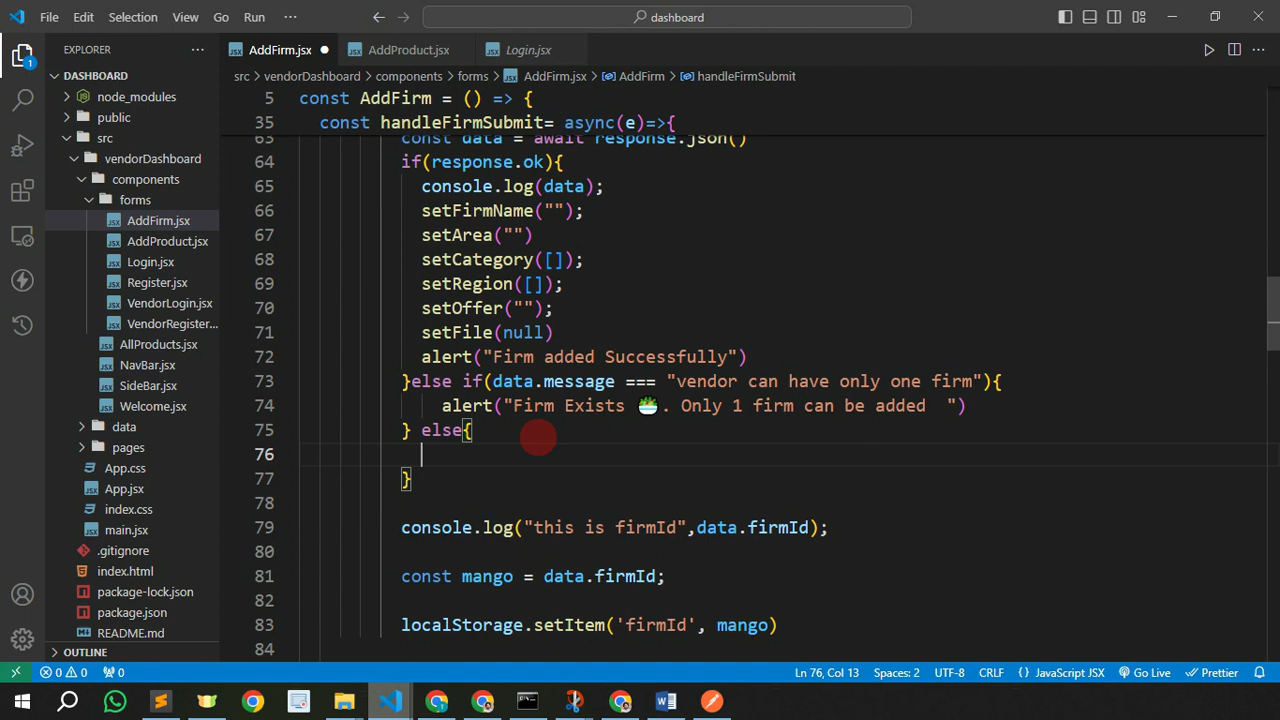 File Edit Selection View Go Run ··· dashboard
EXPLORER ··· AddFirm.jsx AddProduct.jsx Login.jsx
DASHBOARD src > vendorDashboard > components > forms > AddFirm.jsx > AddFirm > handleFirmSubmit
node_modules
public
src
vendorDashboard
components
forms
AddFirm.jsx
AddProduct.jsx
Login.jsx
Register.jsx
VendorLogin.jsx
VendorRegister...
AllProducts.jsx
NavBar.jsx
SideBar.jsx
Welcome.jsx
data
pages
App.css
App.jsx
index.css
main.jsx
.gitignore
index.html
package-lock.json
package.json
README.md
OUTLINE
1
5 const AddFirm = () => {
35 const handleFirmSubmit= async(e)=>{
63 const data = await response.json()
64 if(response.ok){
65 console.log(data);
66 setFirmName("");
67 setArea("")
68 setCategory([]);
69 setRegion([]);
70 setOffer("");
71 setFile(null)
72 alert("Firm added Successfully")
73 }else if(data.message === "vendor can have only one firm"){
74 alert("Firm Exists 🥗. Only 1 firm can be added  ")
75 } else{
76
77 }
78
79 console.log("this is firmId",data.firmId);
80
81 const mango = data.firmId;
82
83 localStorage.setItem('firmId', mango)
84
0 0 0 Ln 76, Col 13 Spaces: 2 UTF-8 CRLF { } JavaScript JSX Go Live Prettier